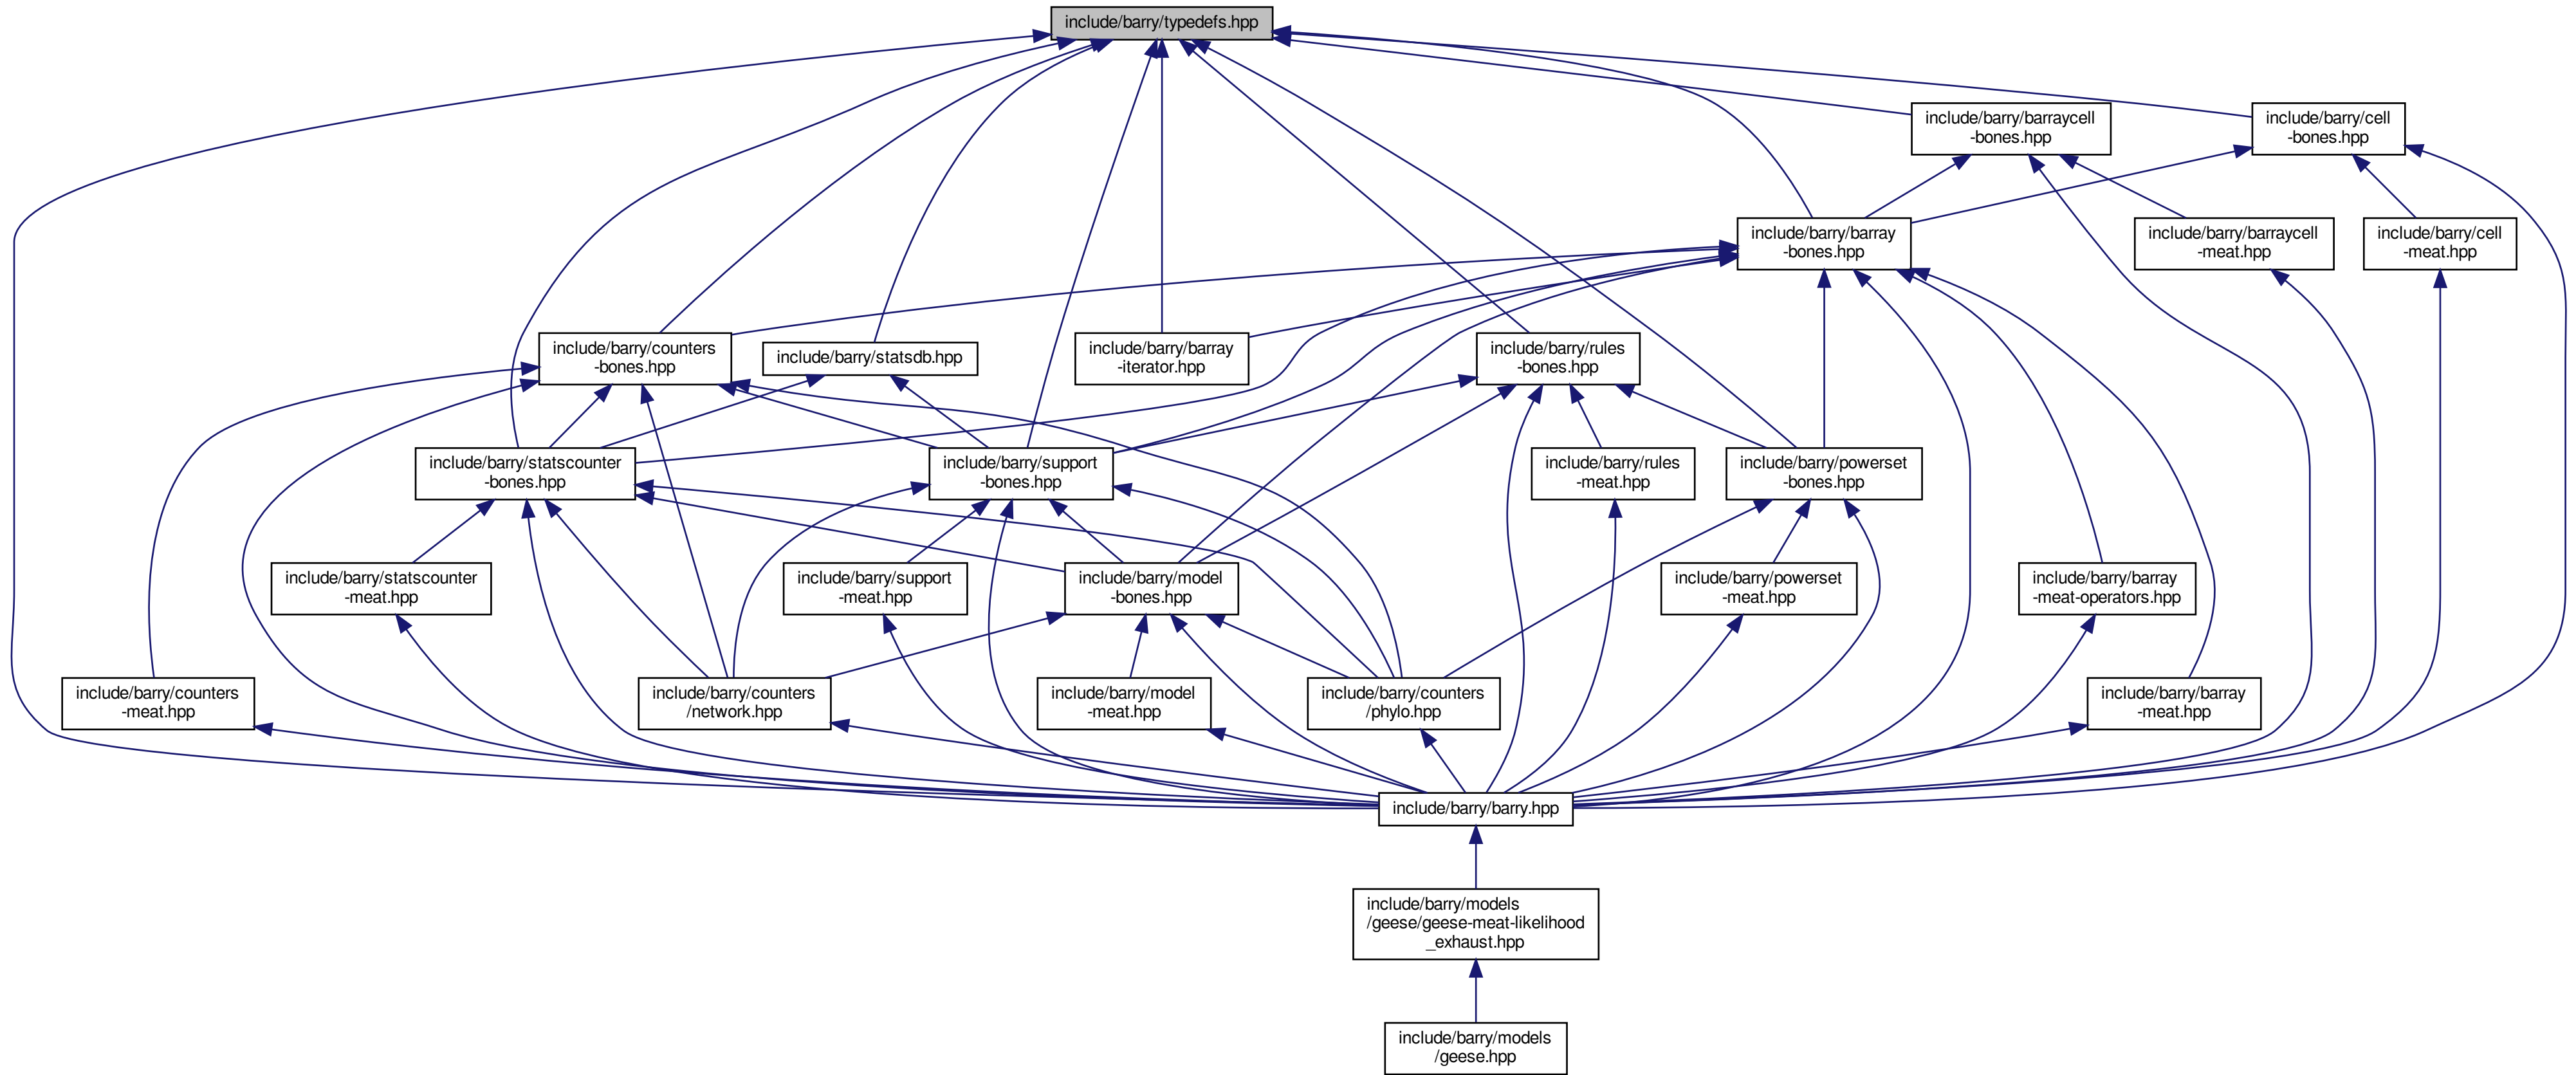 include/barry/typedefs.hpp
include/barry/barraycell
-bones.hpp
include/barry/cell
-bones.hpp
include/barry/barray
-bones.hpp
include/barry/barraycell
-meat.hpp
include/barry/cell
-meat.hpp
include/barry/counters
-bones.hpp
include/barry/statsdb.hpp
include/barry/barray
-iterator.hpp
include/barry/rules
-bones.hpp
include/barry/statscounter
-bones.hpp
include/barry/support
-bones.hpp
include/barry/rules
-meat.hpp
include/barry/powerset
-bones.hpp
include/barry/statscounter
-meat.hpp
include/barry/support
-meat.hpp
include/barry/model
-bones.hpp
include/barry/powerset
-meat.hpp
include/barry/barray
-meat-operators.hpp
include/barry/counters
-meat.hpp
include/barry/counters
/network.hpp
include/barry/model
-meat.hpp
include/barry/counters
/phylo.hpp
include/barry/barray
-meat.hpp
include/barry/barry.hpp
include/barry/models
/geese/geese-meat-likelihood
_exhaust.hpp
include/barry/models
/geese.hpp